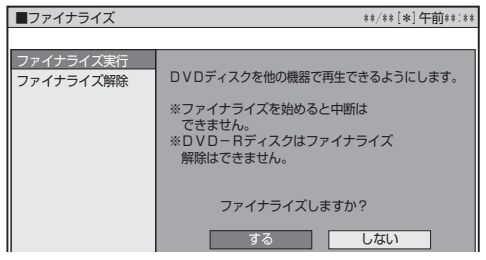 ■ファイナライズ
**/**[*]午前**:**
ファイナライズ実行
ファイナライズ解除
DVDディスクを他の機器で再生できるようにします。
※ファイナライズを始めると中断は
できません。
※DVD－Rディスクはファイナライズ
解除はできません。
ファイナライズしますか？
する
しない